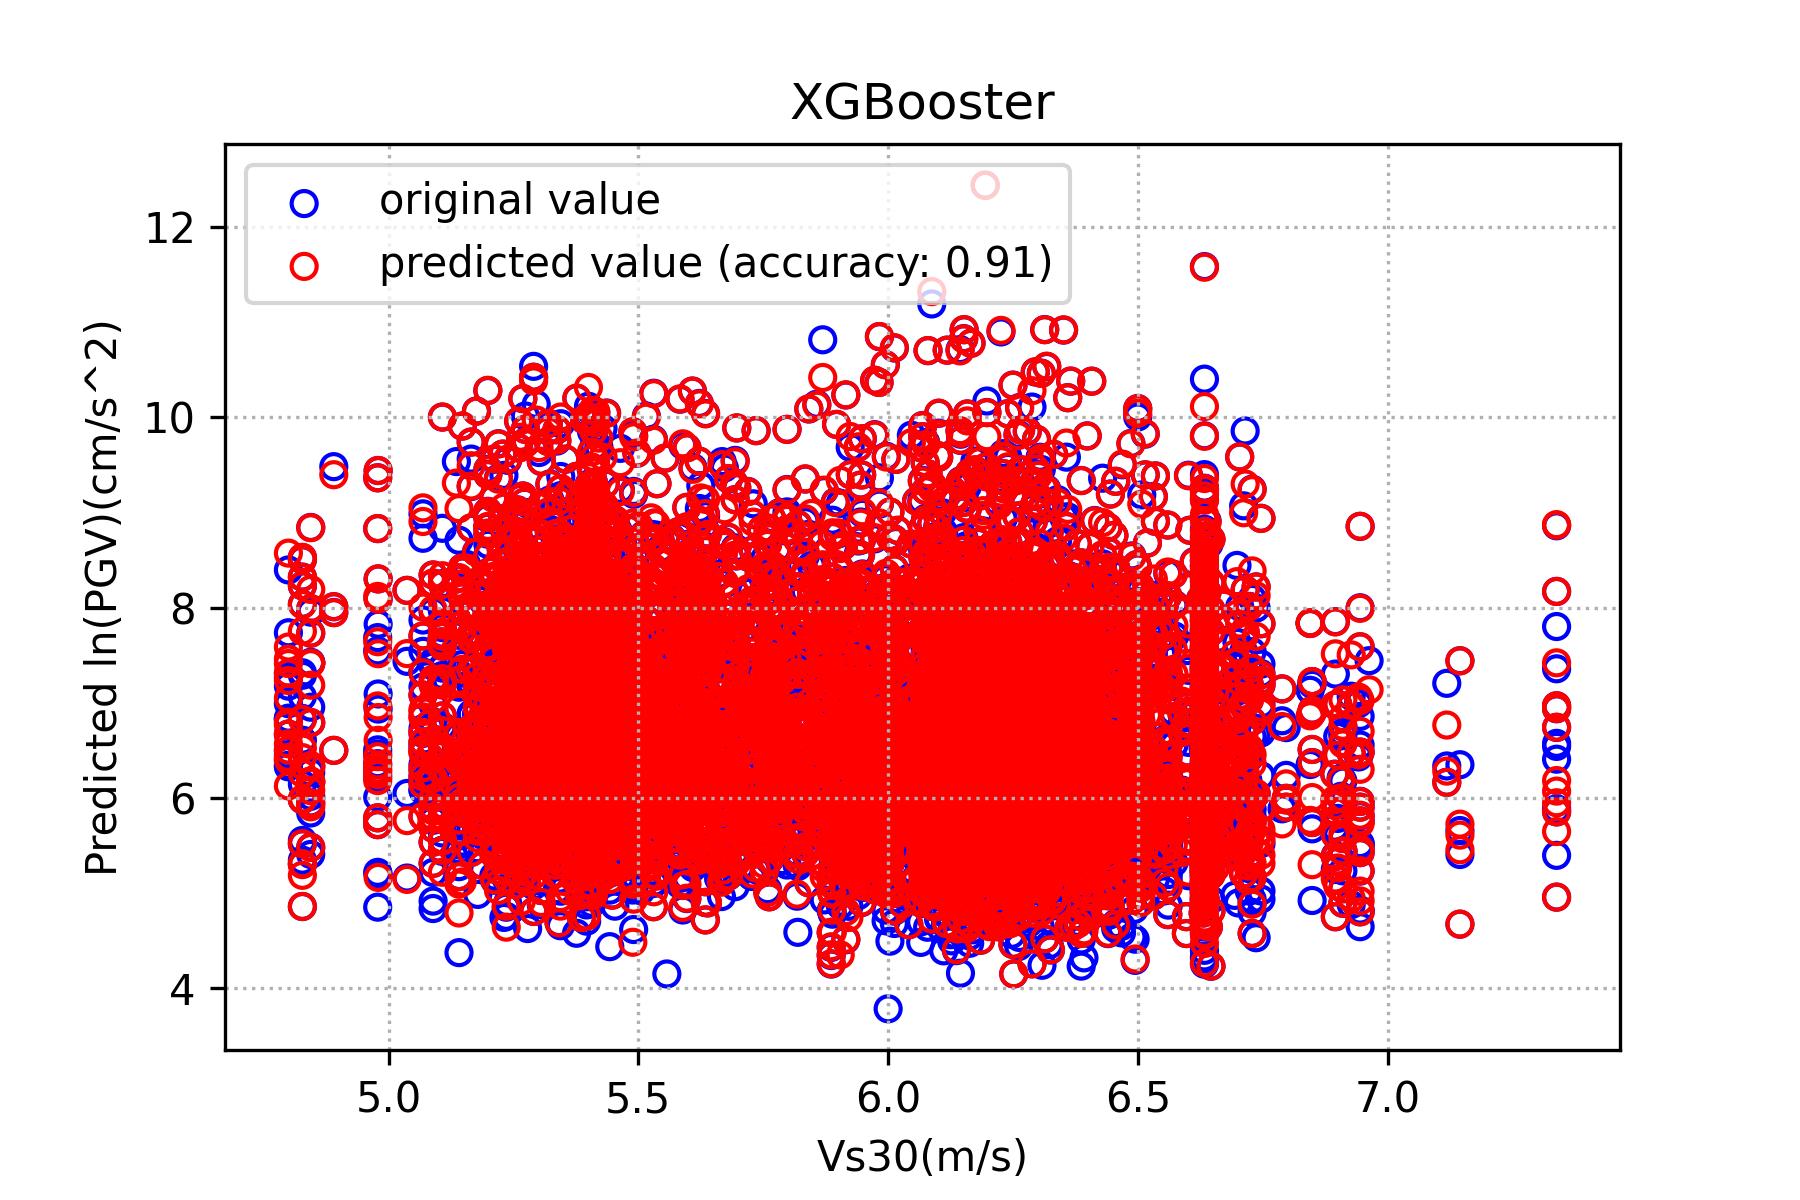 XGBooster
original value
predicted value (accuracy: 0.91)
Predicted ln(PGV)(cm/s^2)
12
10
8
6
4
5.0 5.5 6.0 6.5 7.0
Vs30(m/s)